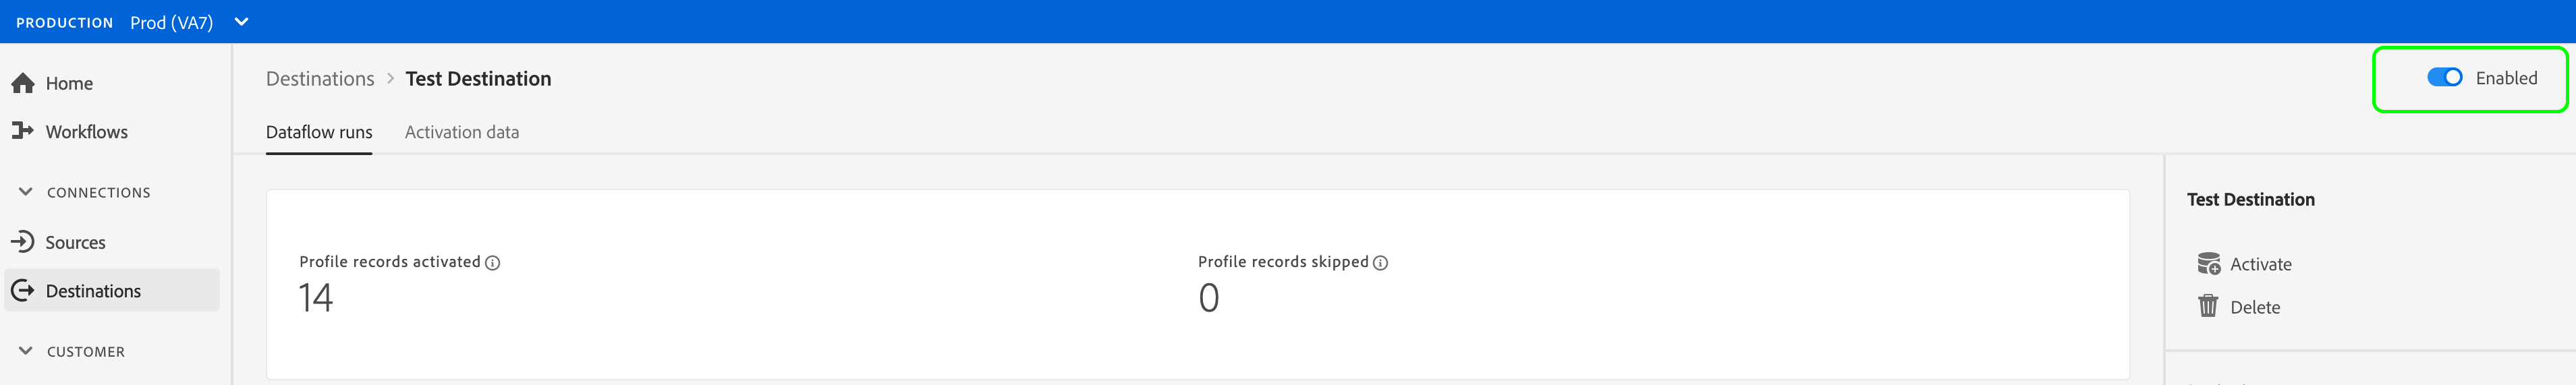 PRODUCTION Prod (VA7)
Home
Workflows
CONNECTIONS
Sources
Destinations
CUSTOMER
Destinations > Test Destination
Enabled
Dataflow runs Activation data
Profile records activated
14
Profile records skipped
0
Test Destination
Activate
Delete